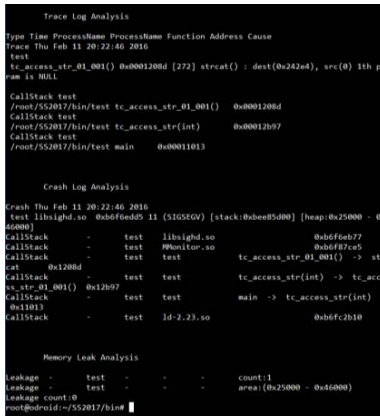 Trace Log Analysis
Type Time ProcessName ProcessName Function Address Cause
Trace Thu Feb 11 20:22:46 2016
test
tc_access_str_01_001() 0x0001208d [272] strcat() : dest(0x242e4), src(0) 1th p
ram is NULL
CallStack test
/root/SS2017/bin/test tc_access_str_01_001() 0x0001208d
CallStack test
/root/SS2017/bin/test tc_access_str(int) 0x00012b97
CallStack test
/root/SS2017/bin/test main 0x00011013
Crash Log Analysis
Crash Thu Feb 11 20:22:46 2016
test libsighd.so 0xb6f6edd5 11 (SIGSEGV) [stack:0xbee85d00] [heap:0x25000 - 0
46000]
CallStack - test libsighd.so 0xb6f6eb77
CallStack - test MMonitor.so 0xb6f87ce5
CallStack - test test tc_access_str_01_001() -> st
cat 0x1208d
CallStack - test test tc_access_str(int) -> tc_acc
ss_str_01_001() 0x12b97
CallStack - test test main -> tc_access_str(int)
0x11013
CallStack - test ld-2.23.so 0xb6fc2b10
Memory Leak Analysis
Leakage - test - - - count:1
Leakage - test - - - area:(0x25000 - 0x46000)
Leakage count:0
root@odroid:~/SS2017/bin#